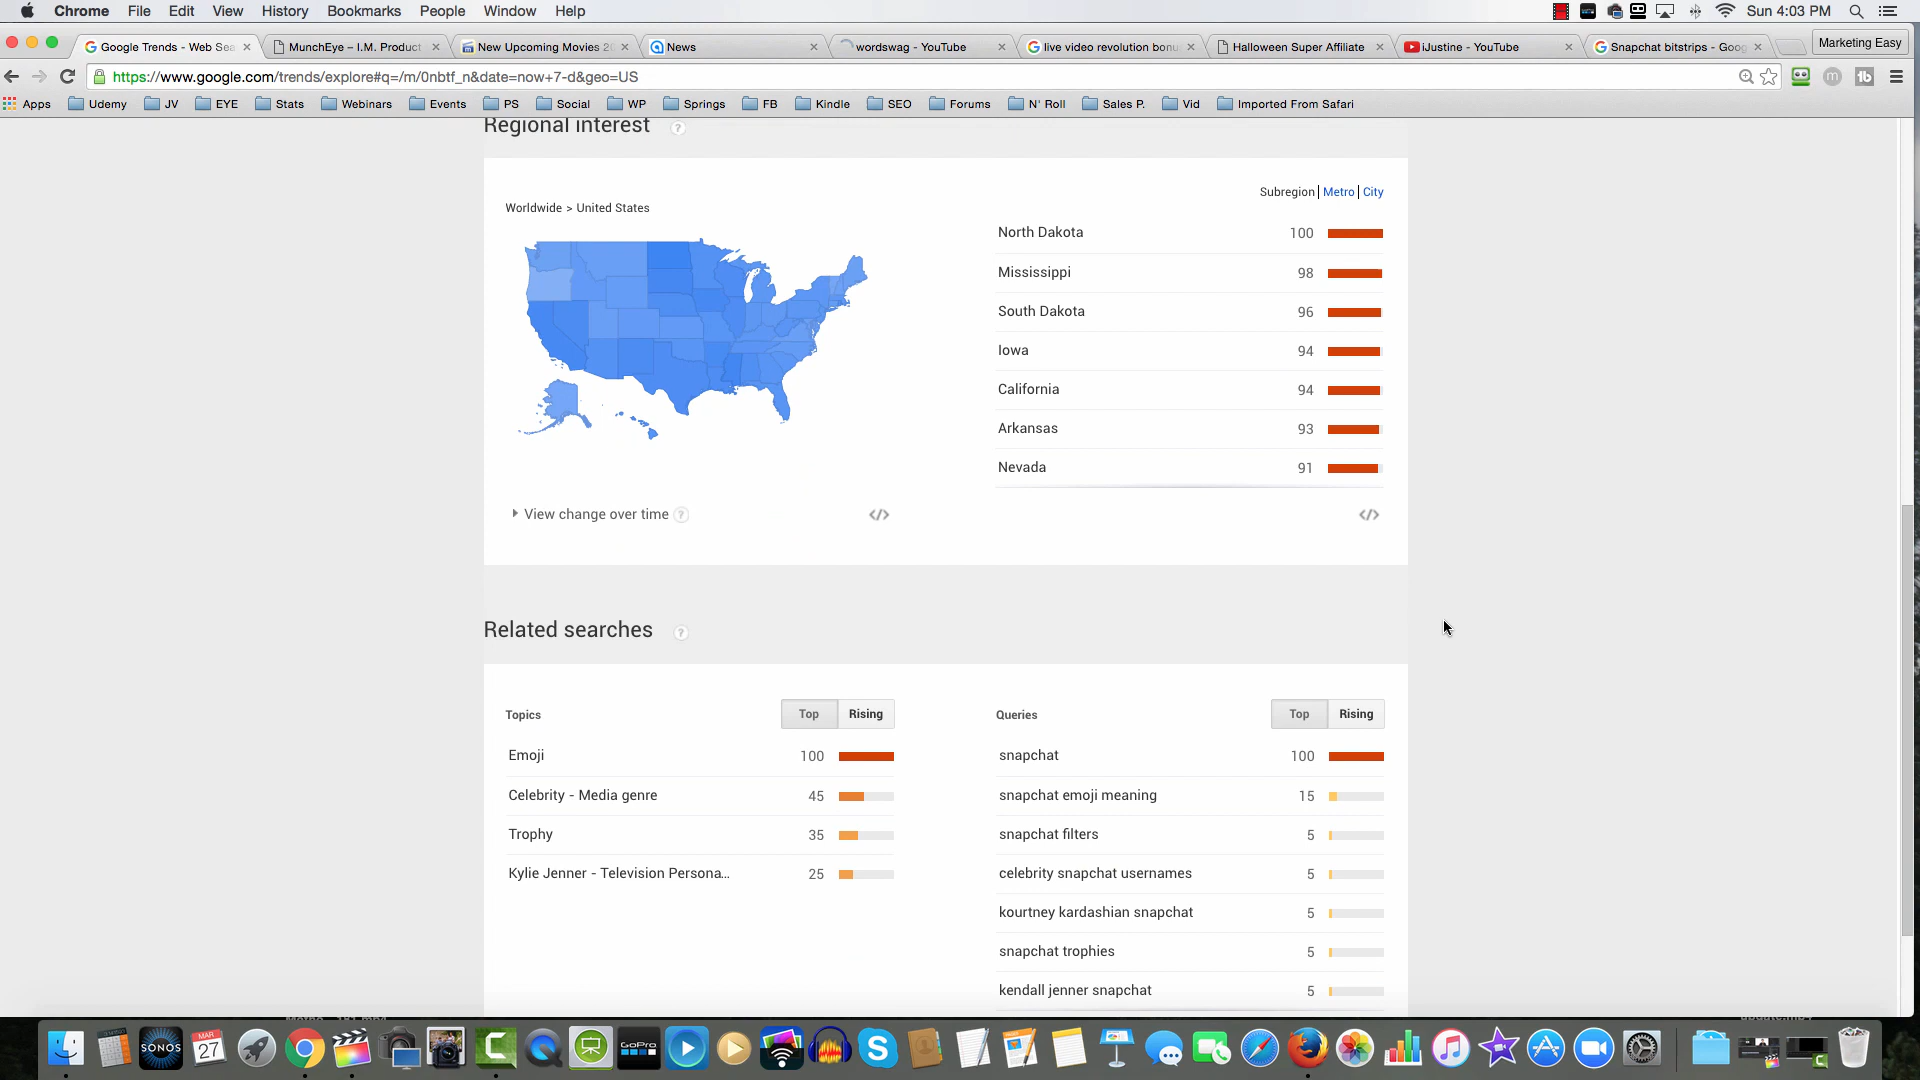 Chrome File Edit View History Bookmarks People Window Help Sun 4:03 PM
Google Trends - Web Sea MunchEye – I.M. Product New Upcoming Movies 2 News wordswag - YouTube live video revolution bonu Halloween Super Affiliate iJustine - YouTube Snapchat bitstrips - Goog Marketing Easy
https://www.google.com/trends/explore#q=/m/0nbtf_n&date=now+7-d&geo=US
Apps Udemy JV EYE Stats Webinars Events PS Social WP Springs FB Kindle SEO Forums N' Roll Sales P. Vid Imported From Safari
Regional interest ?
Subregion Metro City
Worldwide > United States
North Dakota 100
Mississippi 98
South Dakota 96
Iowa 94
California 94
Arkansas 93
Nevada 91
View change over time ? </> </>
Related searches ?
Topics Top Rising
Emoji 100
Celebrity - Media genre 45
Trophy 35
Kylie Jenner - Television Persona... 25
Queries Top Rising
snapchat 100
snapchat emoji meaning 15
snapchat filters 5
celebrity snapchat usernames 5
kourtney kardashian snapchat 5
snapchat trophies 5
kendall jenner snapchat 5
SONOS
MAR
27
GoPro